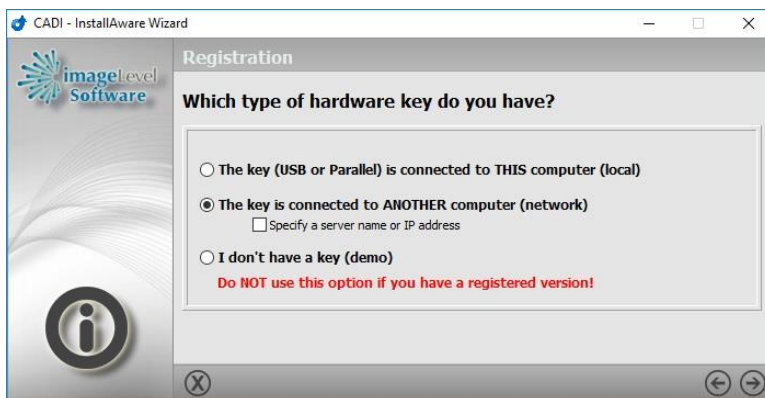 CADI - InstallAware Wizard
imageLevel
Software
Registration
Which type of hardware key do you have?
The key (USB or Parallel) is connected to THIS computer (local)
The key is connected to ANOTHER computer (network)
Specify a server name or IP address
I don't have a key (demo)
Do NOT use this option if you have a registered version!